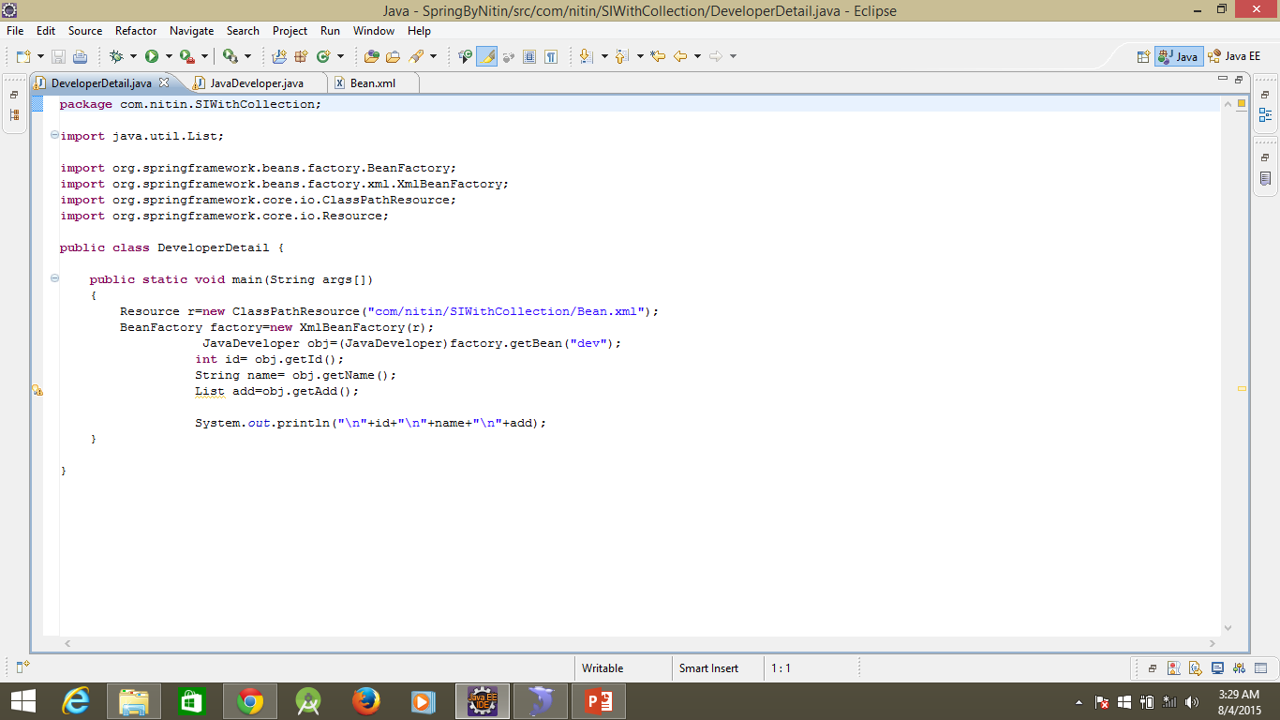 Java - SpringByNitin/src/com/nitin/SIWithCollection/DeveloperDetail.java - Eclipse
File Edit Source Refactor Navigate Search Project Run Window Help
Java Java EE
DeveloperDetail.java JavaDeveloper.java Bean.xml
package com.nitin.SIWithCollection;
import java.util.List;
import org.springframework.beans.factory.BeanFactory;
import org.springframework.beans.factory.xml.XmlBeanFactory;
import org.springframework.core.io.ClassPathResource;
import org.springframework.core.io.Resource;
public class DeveloperDetail {
public static void main(String args[])
{
Resource r=new ClassPathResource("com/nitin/SIWithCollection/Bean.xml");
BeanFactory factory=new XmlBeanFactory(r);
JavaDeveloper obj=(JavaDeveloper)factory.getBean("dev");
int id= obj.getId();
String name= obj.getName();
List add=obj.getAdd();
System.out.println("\n"+id+"\n"+name+"\n"+add);
}
}
Writable Smart Insert 1 : 1
Java EE
IDE
3:29 AM
8/4/2015